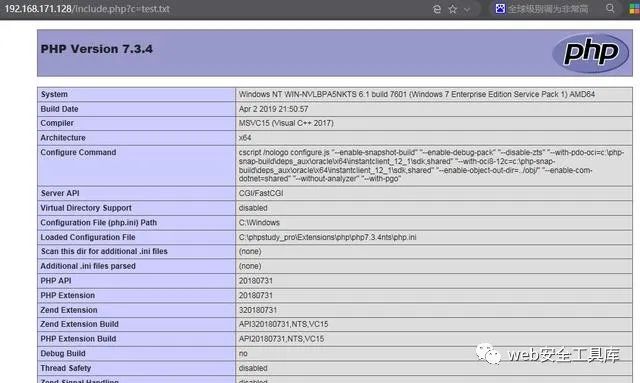 192.168.171.128/include.php?c=test.txt
全球级别调为非常简
PHP Version 7.3.4
php
System Windows NT WIN-NVLBPA5NKTS 6.1 build 7601 (Windows 7 Enterprise Edition Service Pack 1) AMD64
Build Date Apr 2 2019 21:50:57
Compiler MSVC15 (Visual C++ 2017)
Architecture x64
Configure Command cscript /nologo configure.js "--enable-snapshot-build" "--enable-debug-pack" "--disable-zts" "--with-pdo-oci=c:\php-
snap-build\deps_aux\oracle\x64\instantclient_12_1\sdk,shared" "--with-oci8-12c=c:\php-snap-
build\deps_aux\oracle\x64\instantclient_12_1\sdk,shared" "--enable-object-out-dir=../obj/" "--enable-com-
dotnet=shared" "--without-analyzer" "--with-pgo"
Server API CGI/FastCGI
Virtual Directory Support disabled
Configuration File (php.ini) Path C:\Windows
Loaded Configuration File C:\phpstudy_pro\Extensions\php\php7.3.4nts\php.ini
Scan this dir for additional .ini files (none)
Additional .ini files parsed (none)
PHP API 20180731
PHP Extension 20180731
Zend Extension 320180731
Zend Extension Build API320180731,NTS,VC15
PHP Extension Build API20180731,NTS,VC15
Debug Build no
Thread Safety disabled
Zend Signal Handling disabled
web安全工具库